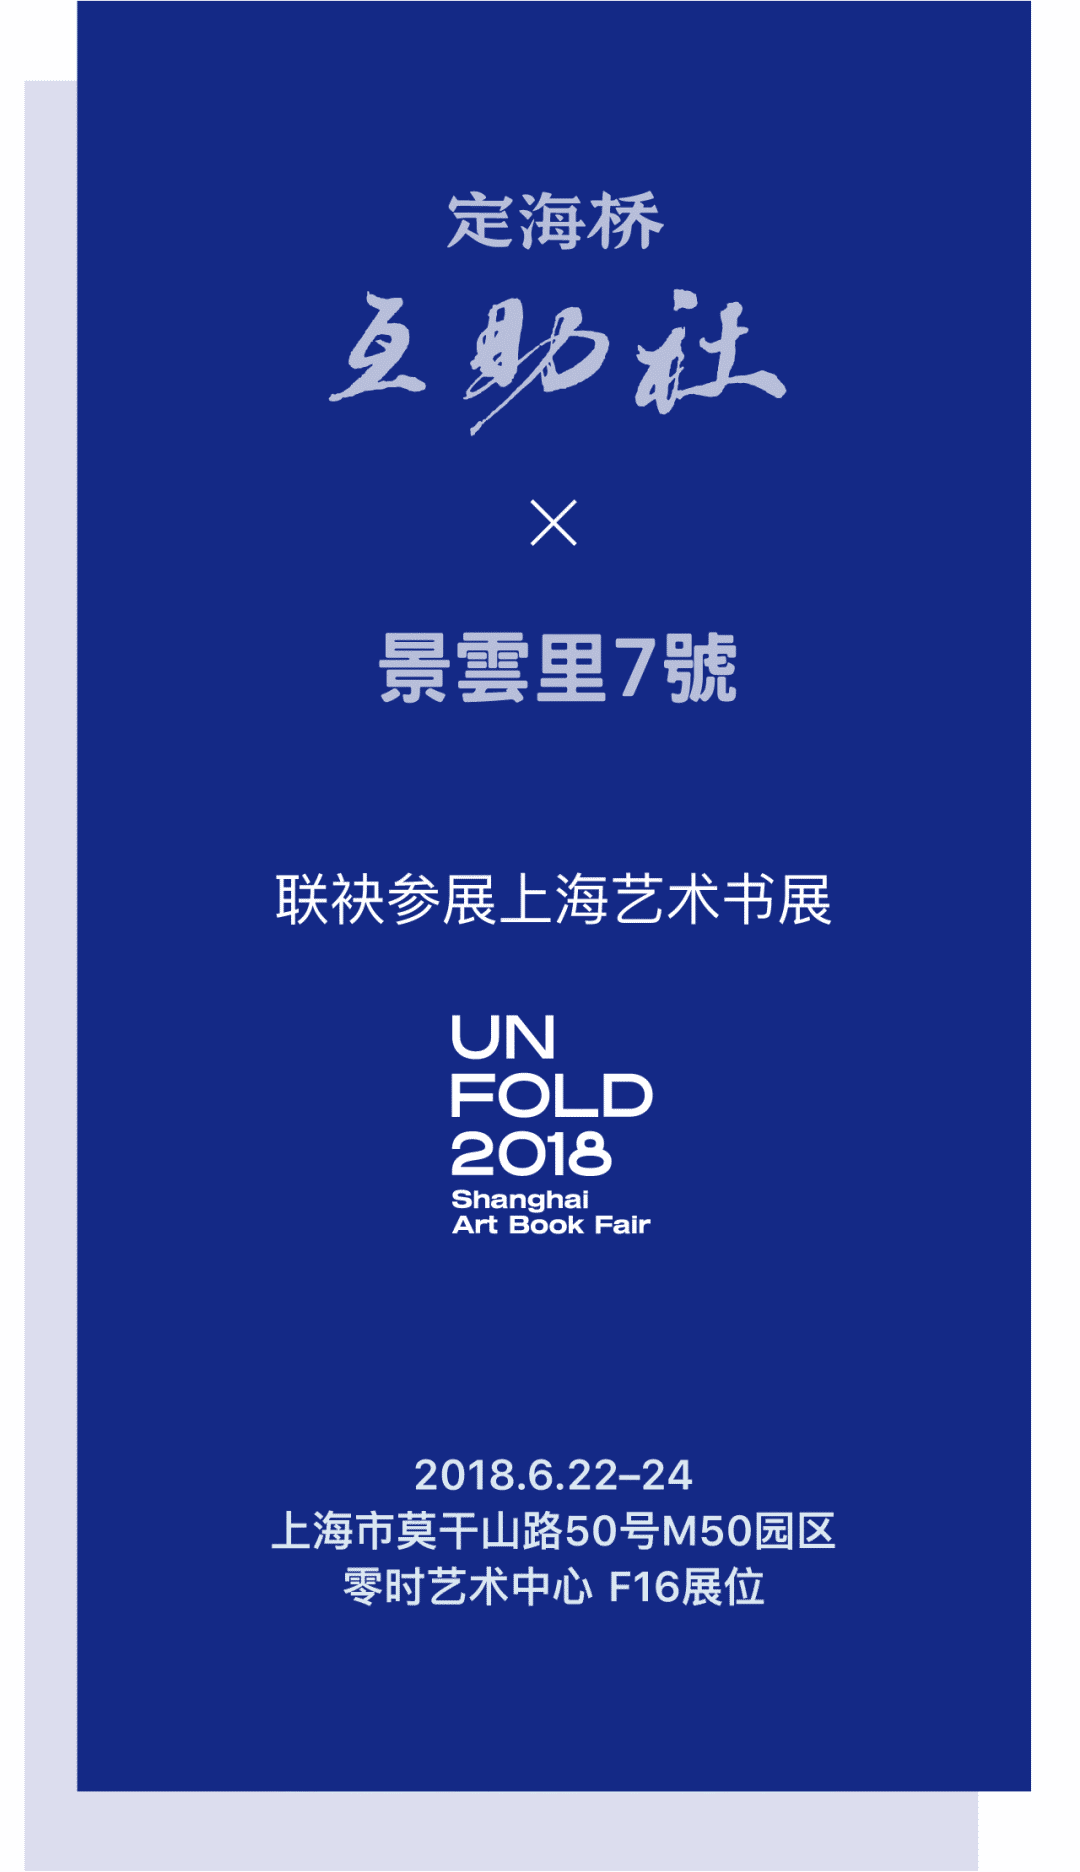 定海桥
互助社
×
景雲里7號
联袂参展上海艺术书展
UN
FOLD
2018
Shanghai
Art Book Fair
2018.6.22–24
上海市莫干山路50号M50园区
零时艺术中心 F16展位